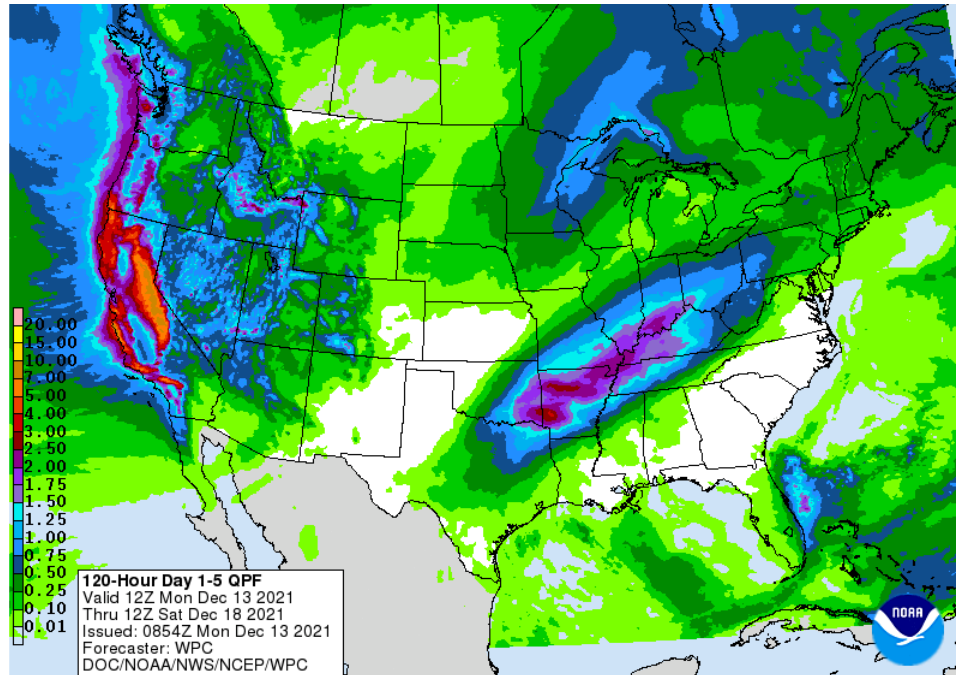 20.00
15.00
10.00
7.00
5.00
4.00
3.00
2.50
2.00
1.75
1.50
1.25
1.00
0.75
0.50
0.25
0.10
0.01
120-Hour Day 1-5 QPF
Valid 12Z Mon Dec 13 2021
Thru 12Z Sat Dec 18 2021
Issued: 0854Z Mon Dec 13 2021
Forecaster: WPC
DOC/NOAA/NWS/NCEP/WPC
NOAA